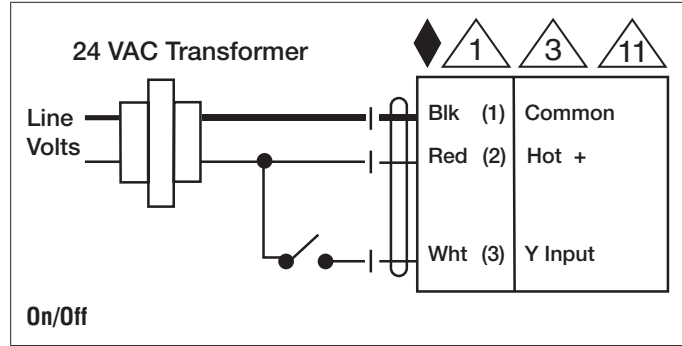 24 VAC Transformer
1 3 11
Line
Volts
Blk (1) Common
Red (2) Hot +
Wht (3) Y Input
On/Off